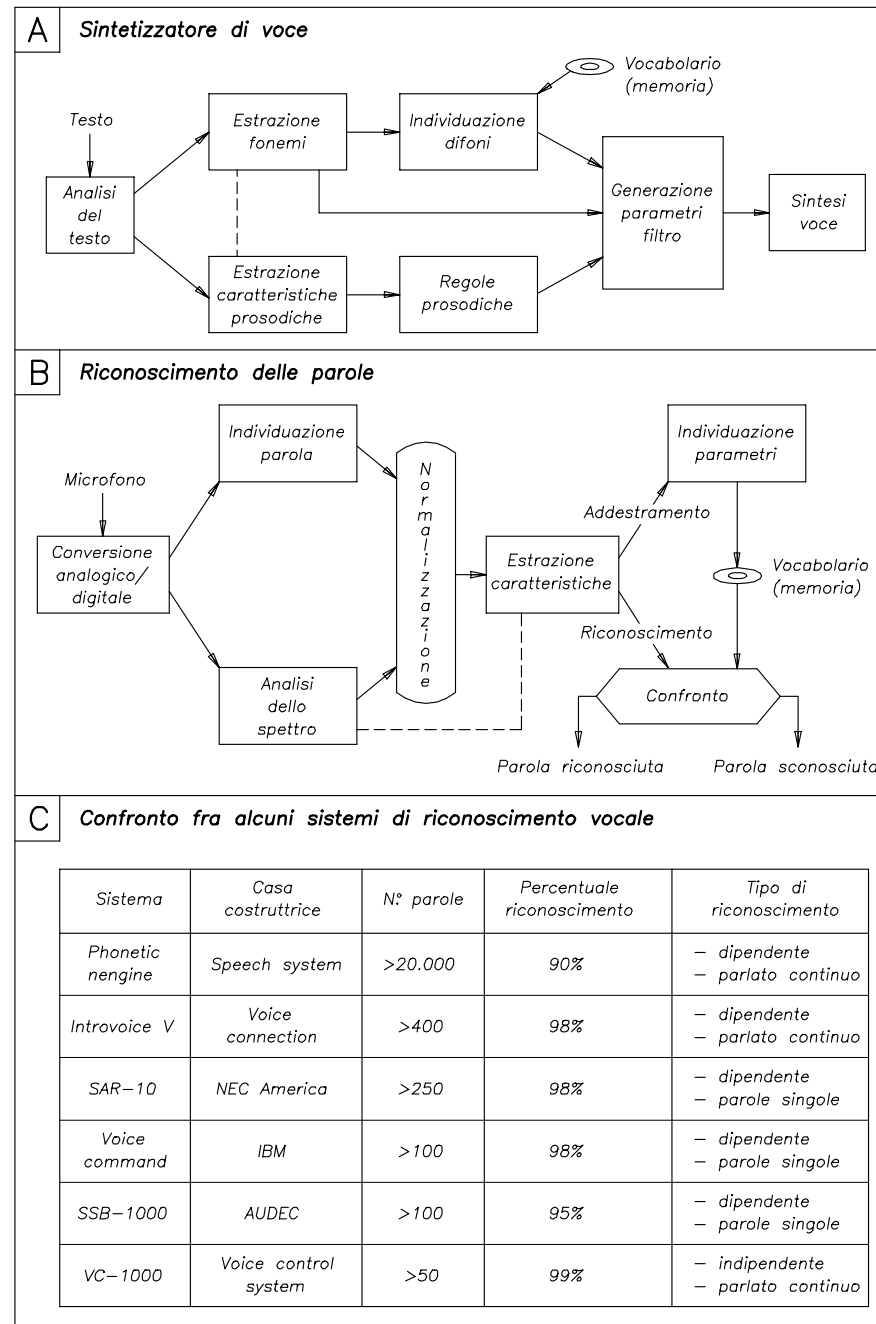 A
Sintetizzatore di voce
Vocabolario
(memoria)
Testo
Estrazione
fonemi
Individuazione
difoni
Analisi
del
testo
Generazione
parametri
filtro
Sintesi
voce
Estrazione
caratteristiche
prosodiche
Regole
prosodiche
B
Riconoscimento delle parole
Individuazione
parola
Individuazione
parametri
Microfono
Normalizzazione
Addestramento
Conversione
analogico/
digitale
Estrazione
caratteristiche
Vocabolario
(memoria)
Riconoscimento
Analisi
dello
spettro
Confronto
Parola riconosciuta
Parola sconosciuta
C
Confronto fra alcuni sistemi di riconoscimento vocale
Sistema
Casa
costruttrice
N.° parole
Percentuale
riconoscimento
Tipo di
riconoscimento
Phonetic
nengine
Speech system
>20.000
90%
– dipendente
– parlato continuo
Introvoice V
Voice
connection
>400
98%
– dipendente
– parlato continuo
SAR–10
NEC America
>250
98%
– dipendente
– parole singole
Voice
command
IBM
>100
98%
– dipendente
– parole singole
SSB–1000
AUDEC
>100
95%
– dipendente
– parole singole
VC–1000
Voice control
system
>50
99%
– indipendente
– parlato continuo